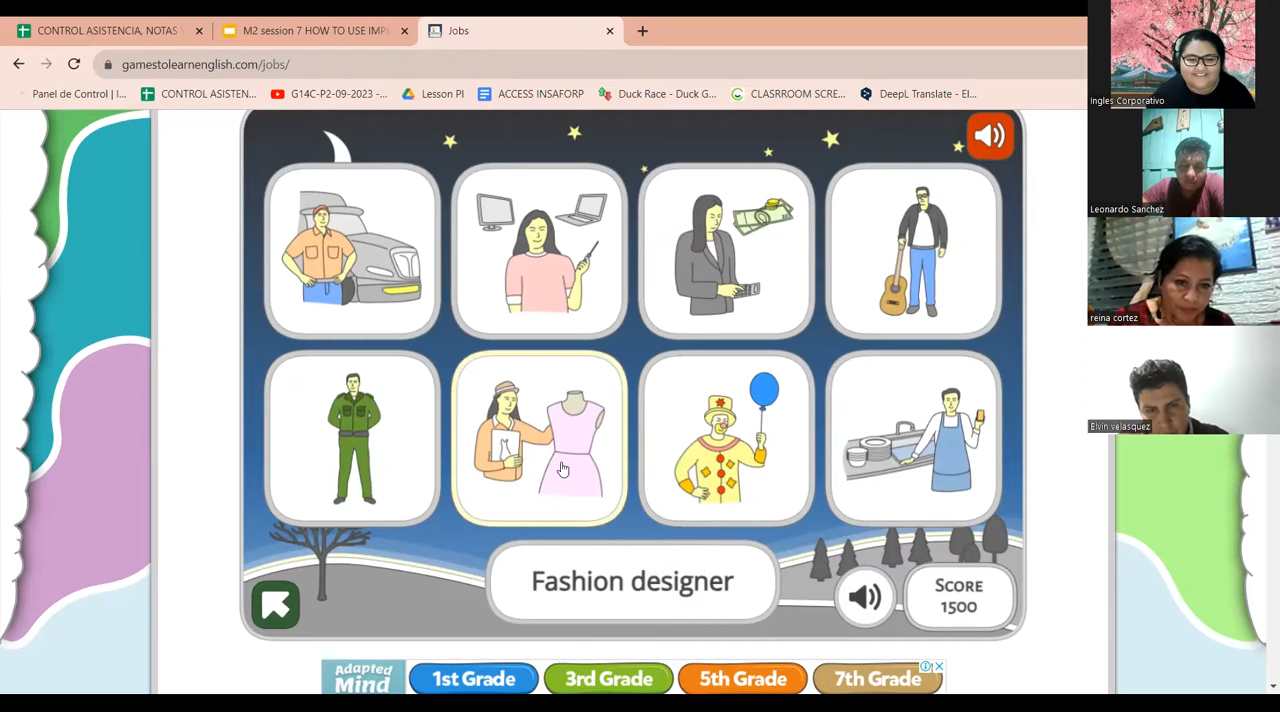 CONTROL ASISTENCIA, NOTAS
M2 session 7 HOW TO USE IMP
Jobs
gamestolearnenglish.com/jobs/
Panel de Control | I...
CONTROL ASISTEN...
G14C-P2-09-2023 -...
Lesson PI
ACCESS INSAFORP
Duck Race - Duck G...
CLASRROOM SCRE...
DeepL Translate - El...
Ingles Corporativo
Leonardo Sanchez
reina cortez
Elvin velasquez
Fashion designer
SCORE
1500
ADAPTED
MIND
1st Grade
3rd Grade
5th Grade
7th Grade